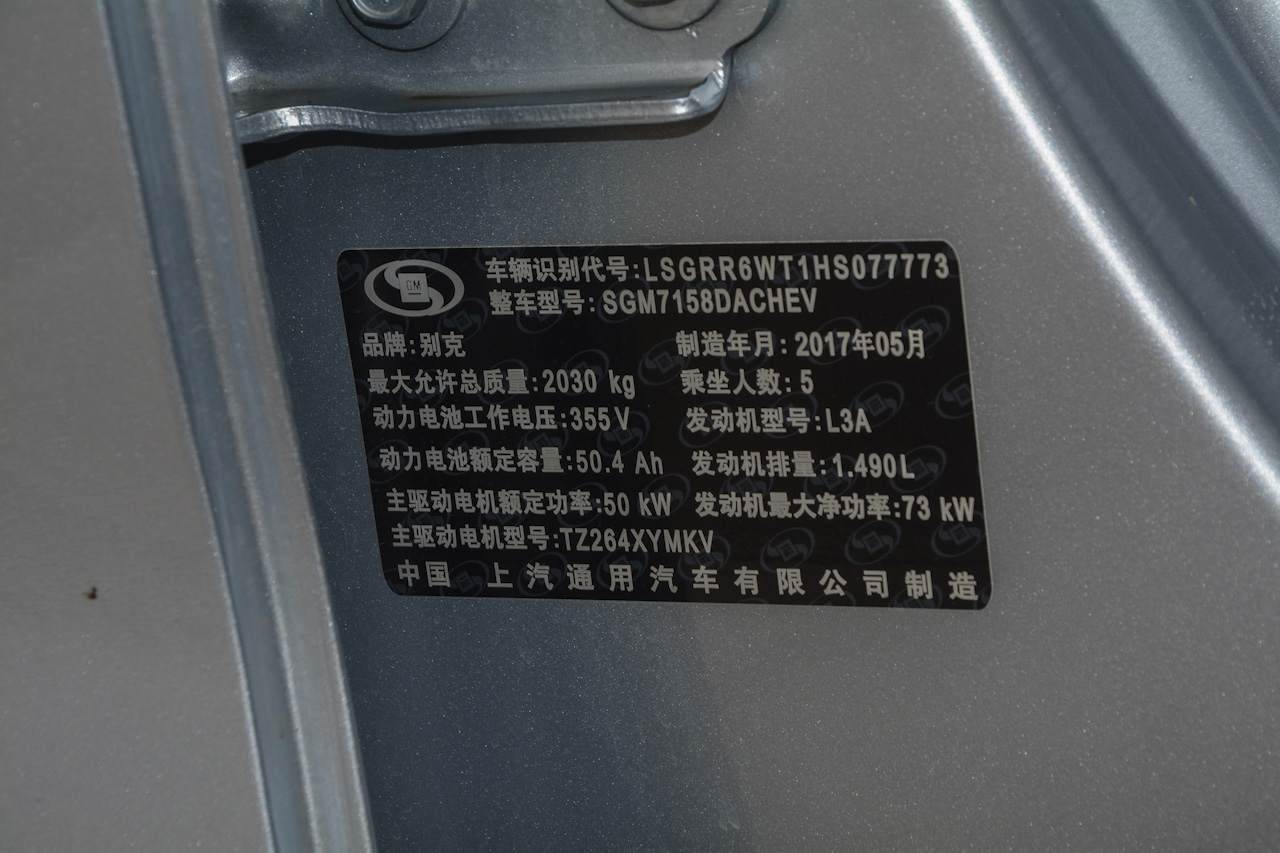 GM
车辆识别代号:LSGRR6WT1HS077773
整车型号: SGM7158DACHEV
品牌:别克 制造年月: 2017年05月
最大允许总质量:2030 kg 乘坐人数: 5
动力电池工作电压:355 V 发动机型号:L3A
动力电池额定容量:50.4 Ah 发动机排量:1.490L
主驱动电机额定功率:50 kW 发动机最大净功率:73 kW
主驱动电机型号:TZ264XYMKV
中国 上汽通用汽车有限公司制造